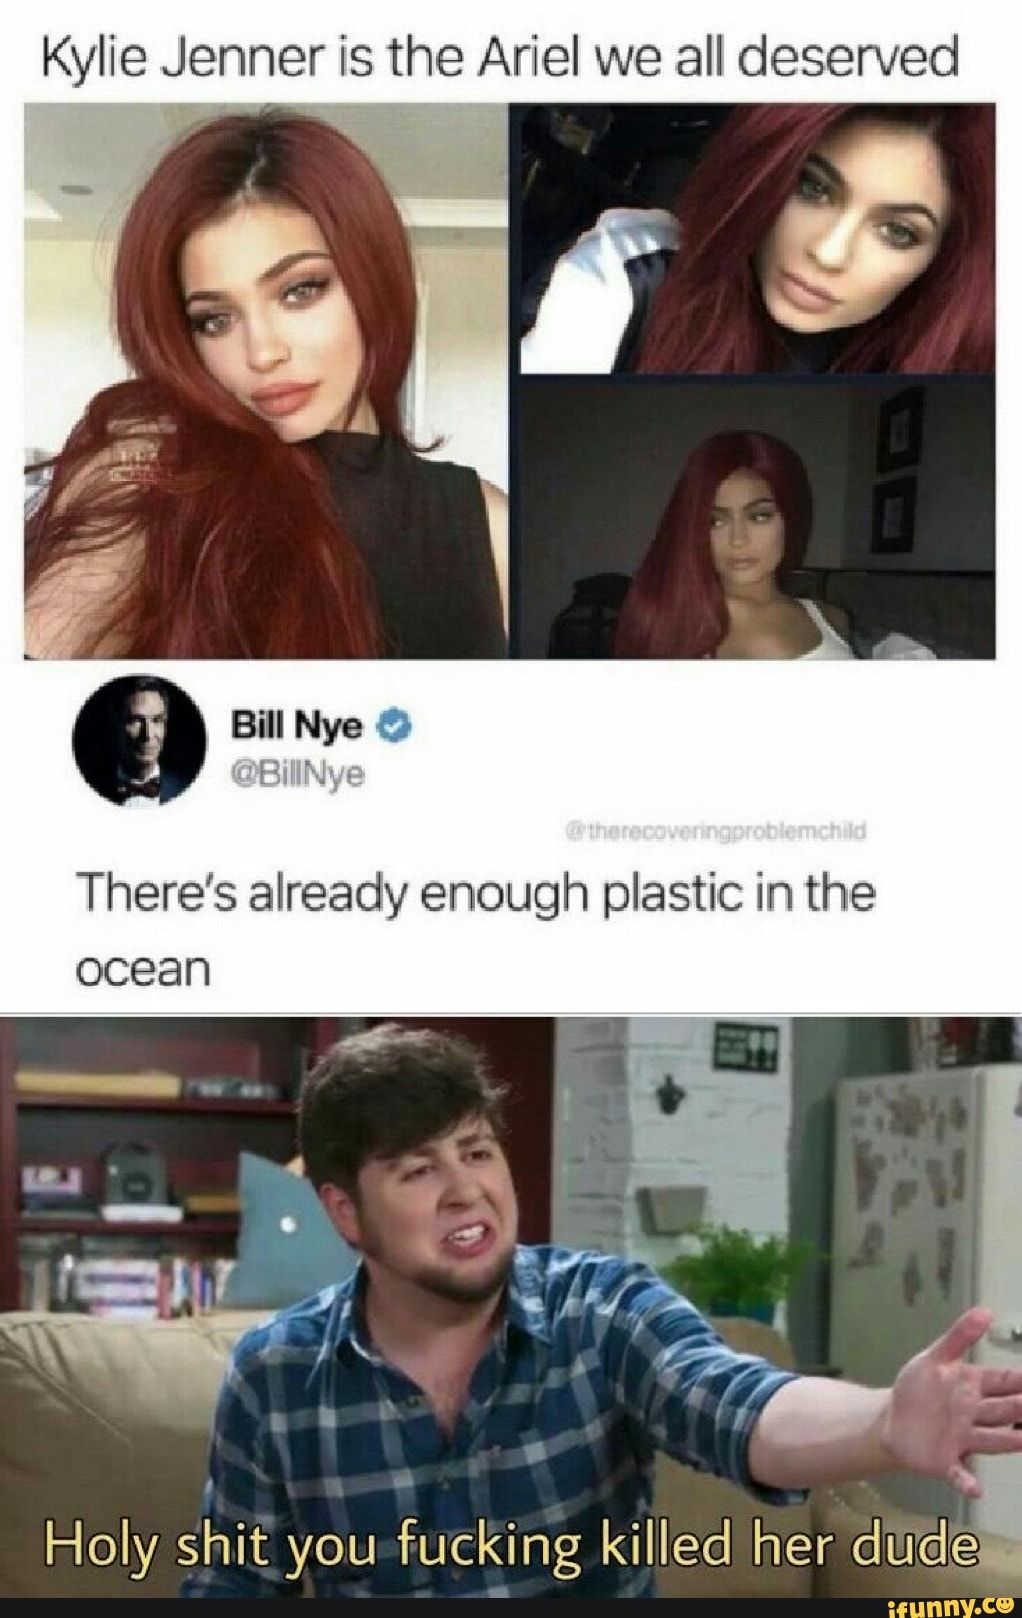 Kylie Jenner is the Ariel we all deserved
Bill Nye
@BillNye
@therecoveringproblemchild
There's already enough plastic in the
ocean
Holy shit you fucking killed her dude
ifunny.co